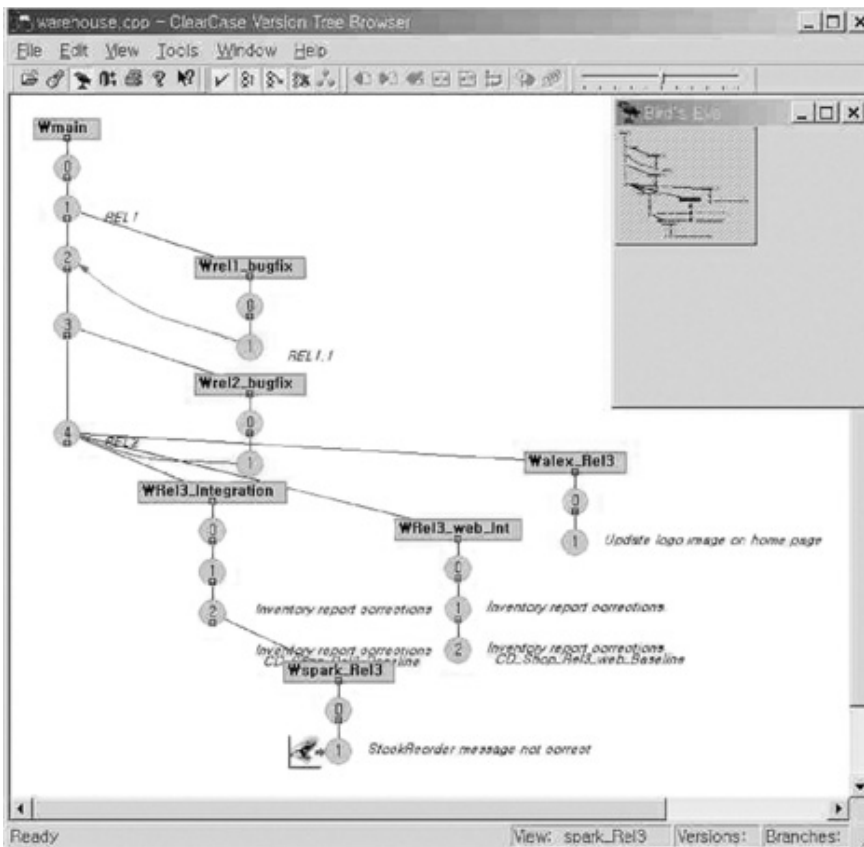 warehouse.cpp - ClearCase Version Tree Browser
File Edit View Tools Window Help
Bird's Eye
₩main
0
1
REL1
2
₩rel1_bugfix
0
1
REL1.1
3
₩rel2_bugfix
0
1
4
REL2
₩alex_Rel3
0
1
Update logo image on home page
₩Rel3_Integration
0
1
2
Inventory report corrections
Inventory report corrections
₩Rel3_web_Int
0
1
Inventory report corrections
2
Inventory report corrections
CD_Shop_Rel3_web_Baseline
₩spark_Rel3
0
1
StockReorder message not correct
Ready
View: spark_Rel3
Versions:
Branches: